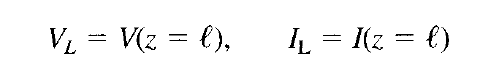 V_L = V(z = ℓ), I_L = I(z = ℓ)